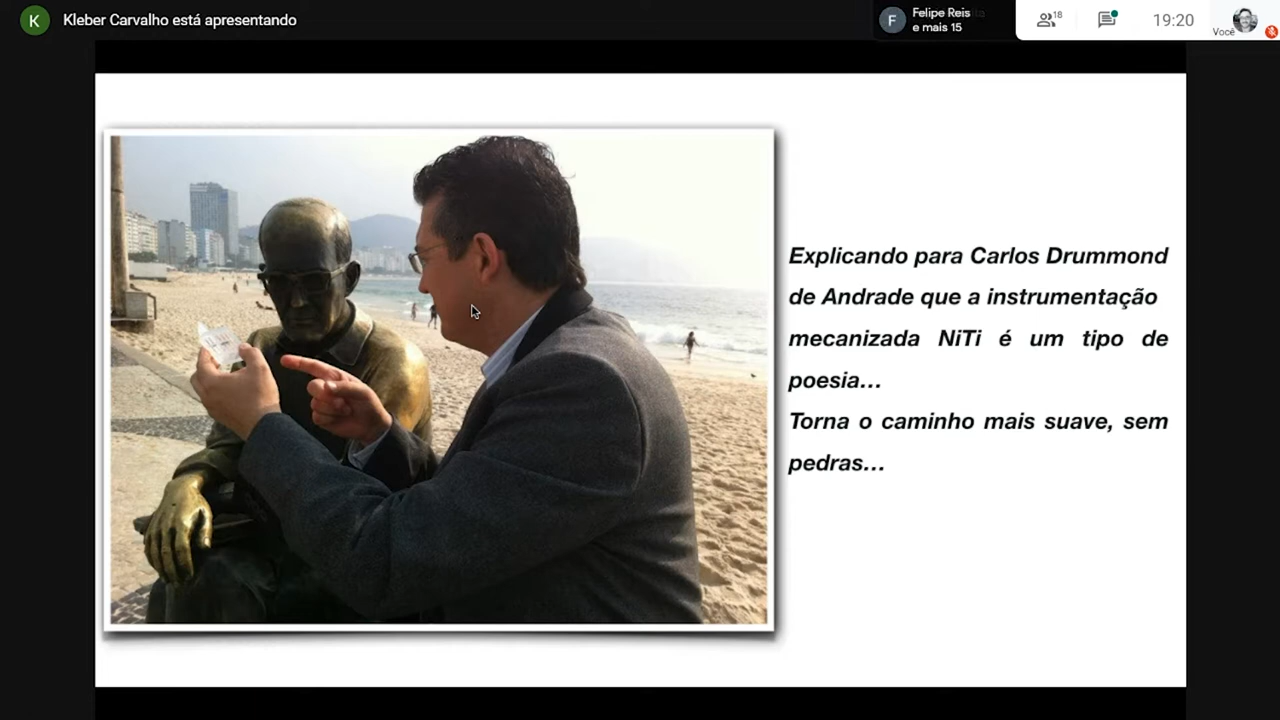 K
Kleber Carvalho está apresentando
F
Felipe Reis
e mais 15
18
19:20
Você
Explicando para Carlos Drummond
de Andrade que a instrumentação
mecanizada NiTi é um tipo de
poesia...
Torna o caminho mais suave, sem
pedras...